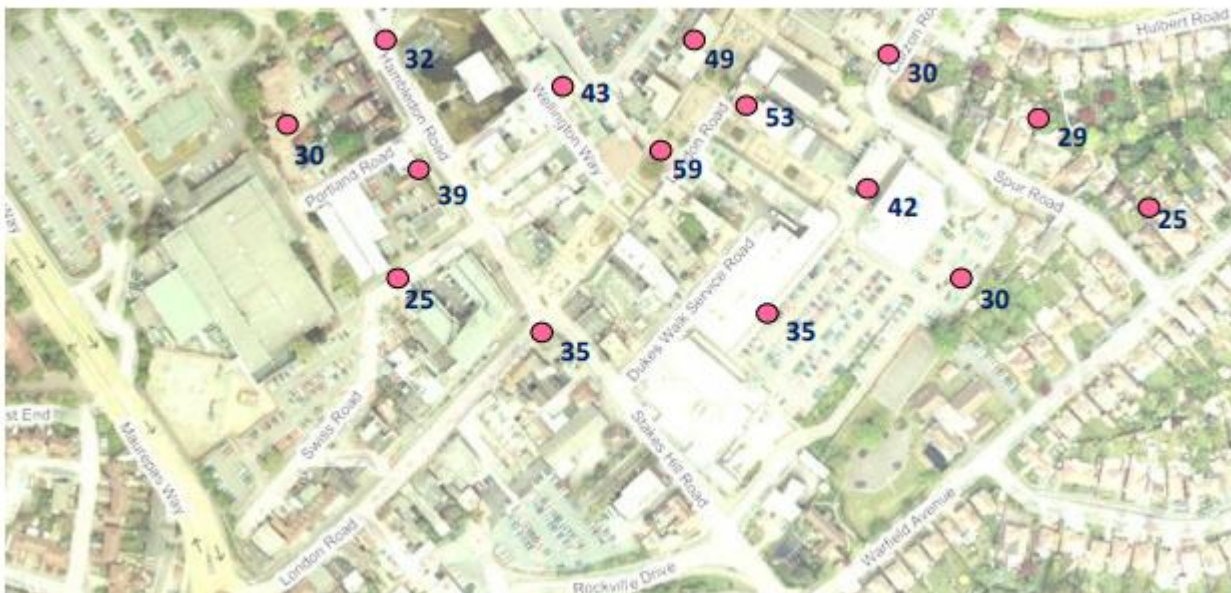 Hulbert Road
32
49
30
Hambledon Road
43
Wellington Way
53
29
30
Portland Road
59
39
Spur Road
42
25
25
30
Dukes Walk Service Road
35
35
Swiss Road
Stakes Hill Road
st End
Maurepas Way
London Road
Warfield Avenue
Rockville Drive